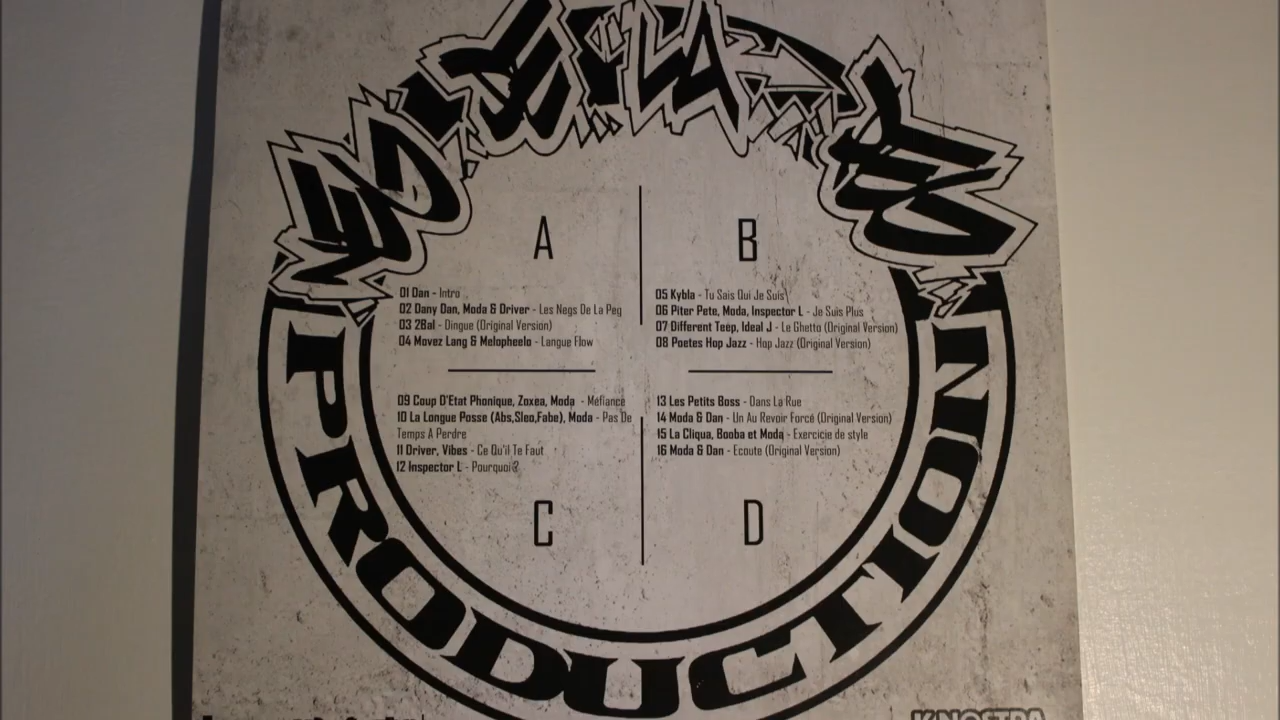 NEG DE LA PEG
A
01 Dan - Intro
02 Dany Dan, Moda & Driver - Les Negs De La Peg
03 2Bal - Dingue (Original Version)
04 Movez Lang & Melopheelo - Langue Flow
B
05 Kybla - Tu Sais Qui Je Suis
06 Piter Pete, Moda, Inspector L - Je Suis Plus
07 Different Teep, Ideal J - Le Ghetto (Original Version)
08 Poetes Hop Jazz - Hop Jazz (Original Version)
09 Coup D'Etat Phonique, Zoxea, Moda - Mefiance
10 La Longue Posse (Abs,Sleo,Fabe), Moda - Pas De
Temps A Perdre
11 Driver, Vibes - Ce Qu'il Te Faut
12 Inspector L - Pourquoi?
C
13 Les Petits Boss - Dans La Rue
14 Moda & Dan - Un Au Revoir Forcé (Original Version)
15 La Cliqua, Booba et Moda - Exercicie de style
16 Moda & Dan - Ecoute (Original Version)
D
PRODUCTION
K NOSTRA